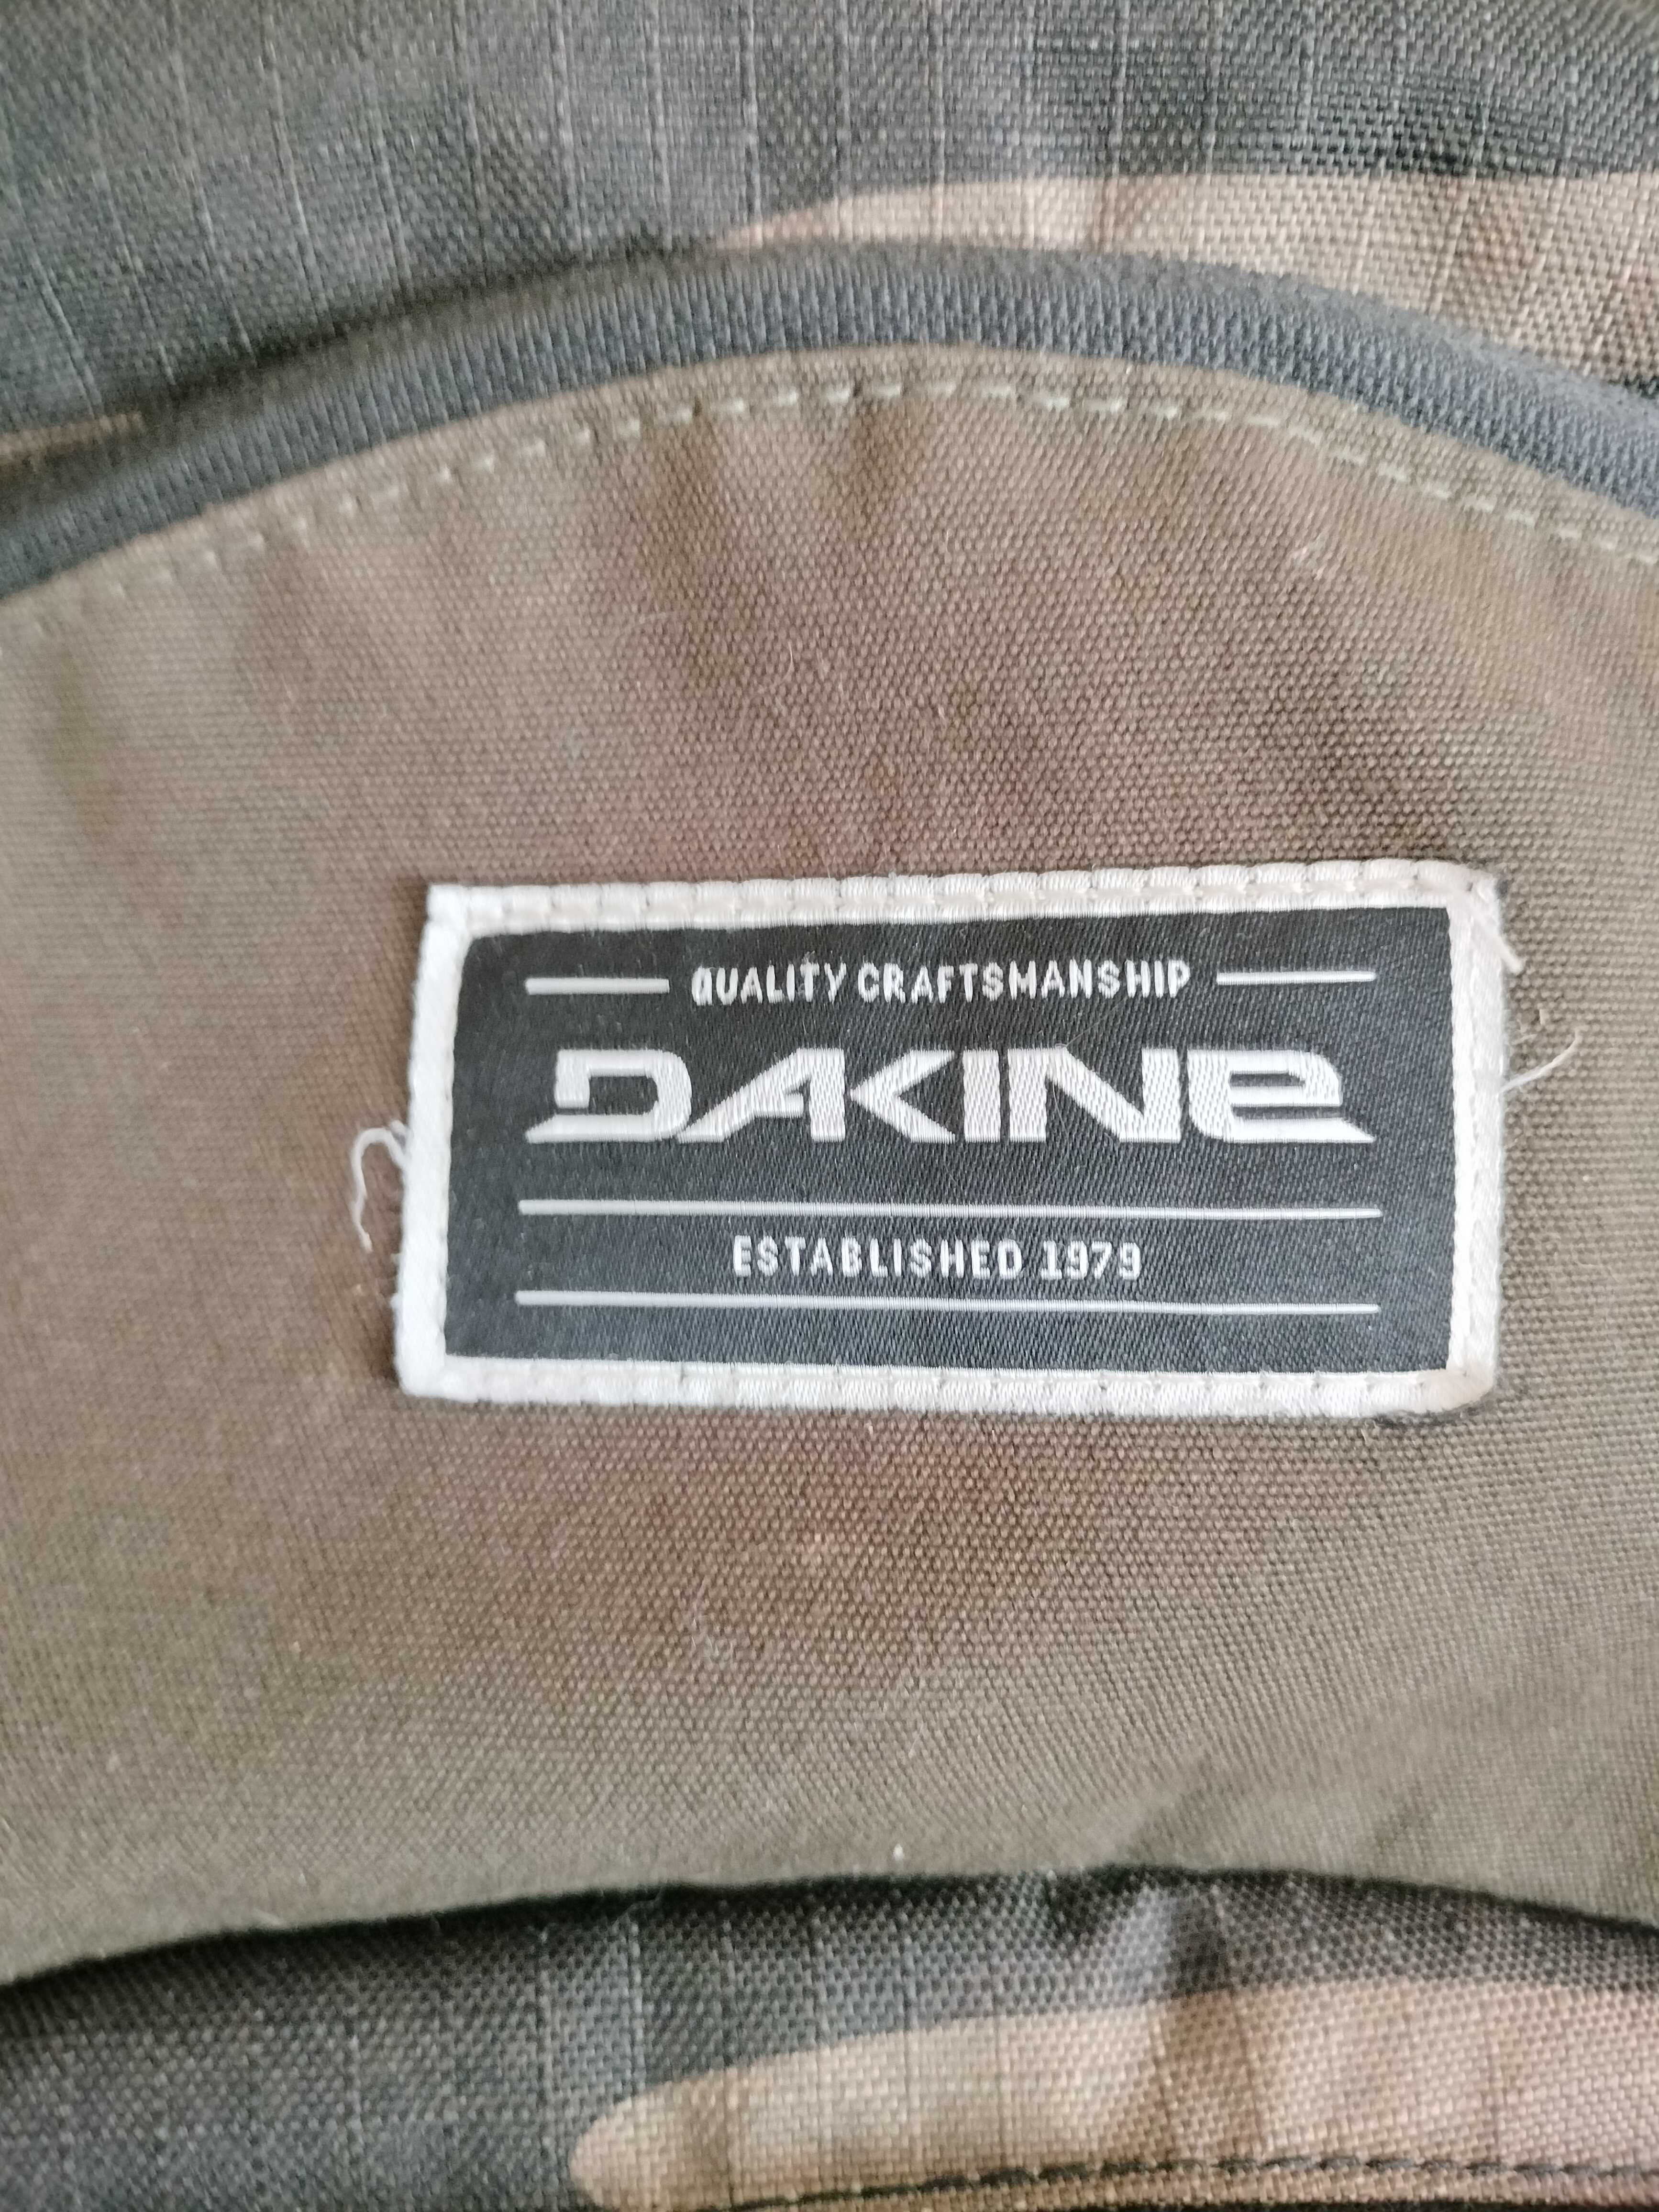 QUALITY CRAFTSMANSHIP
DAKINE
ESTABLISHED 1979